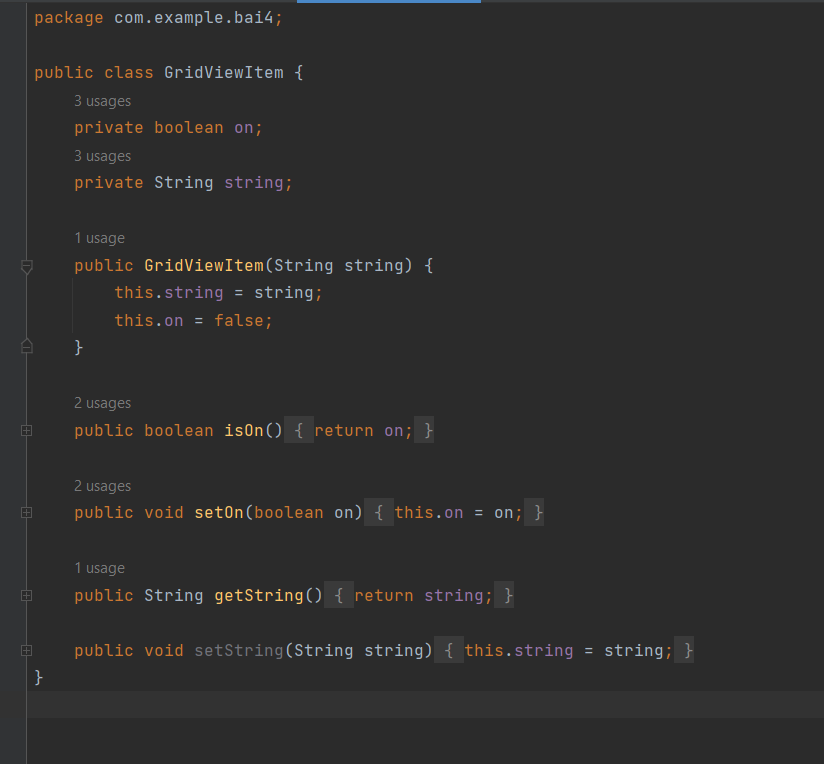 package com.example.bai4;
public class GridViewItem {
3 usages
private boolean on;
3 usages
private String string;
1 usage
public GridViewItem(String string) {
this.string = string;
this.on = false;
}
2 usages
public boolean isOn() { return on; }
2 usages
public void setOn(boolean on) { this.on = on; }
1 usage
public String getString() { return string; }
public void setString(String string) { this.string = string; }
}